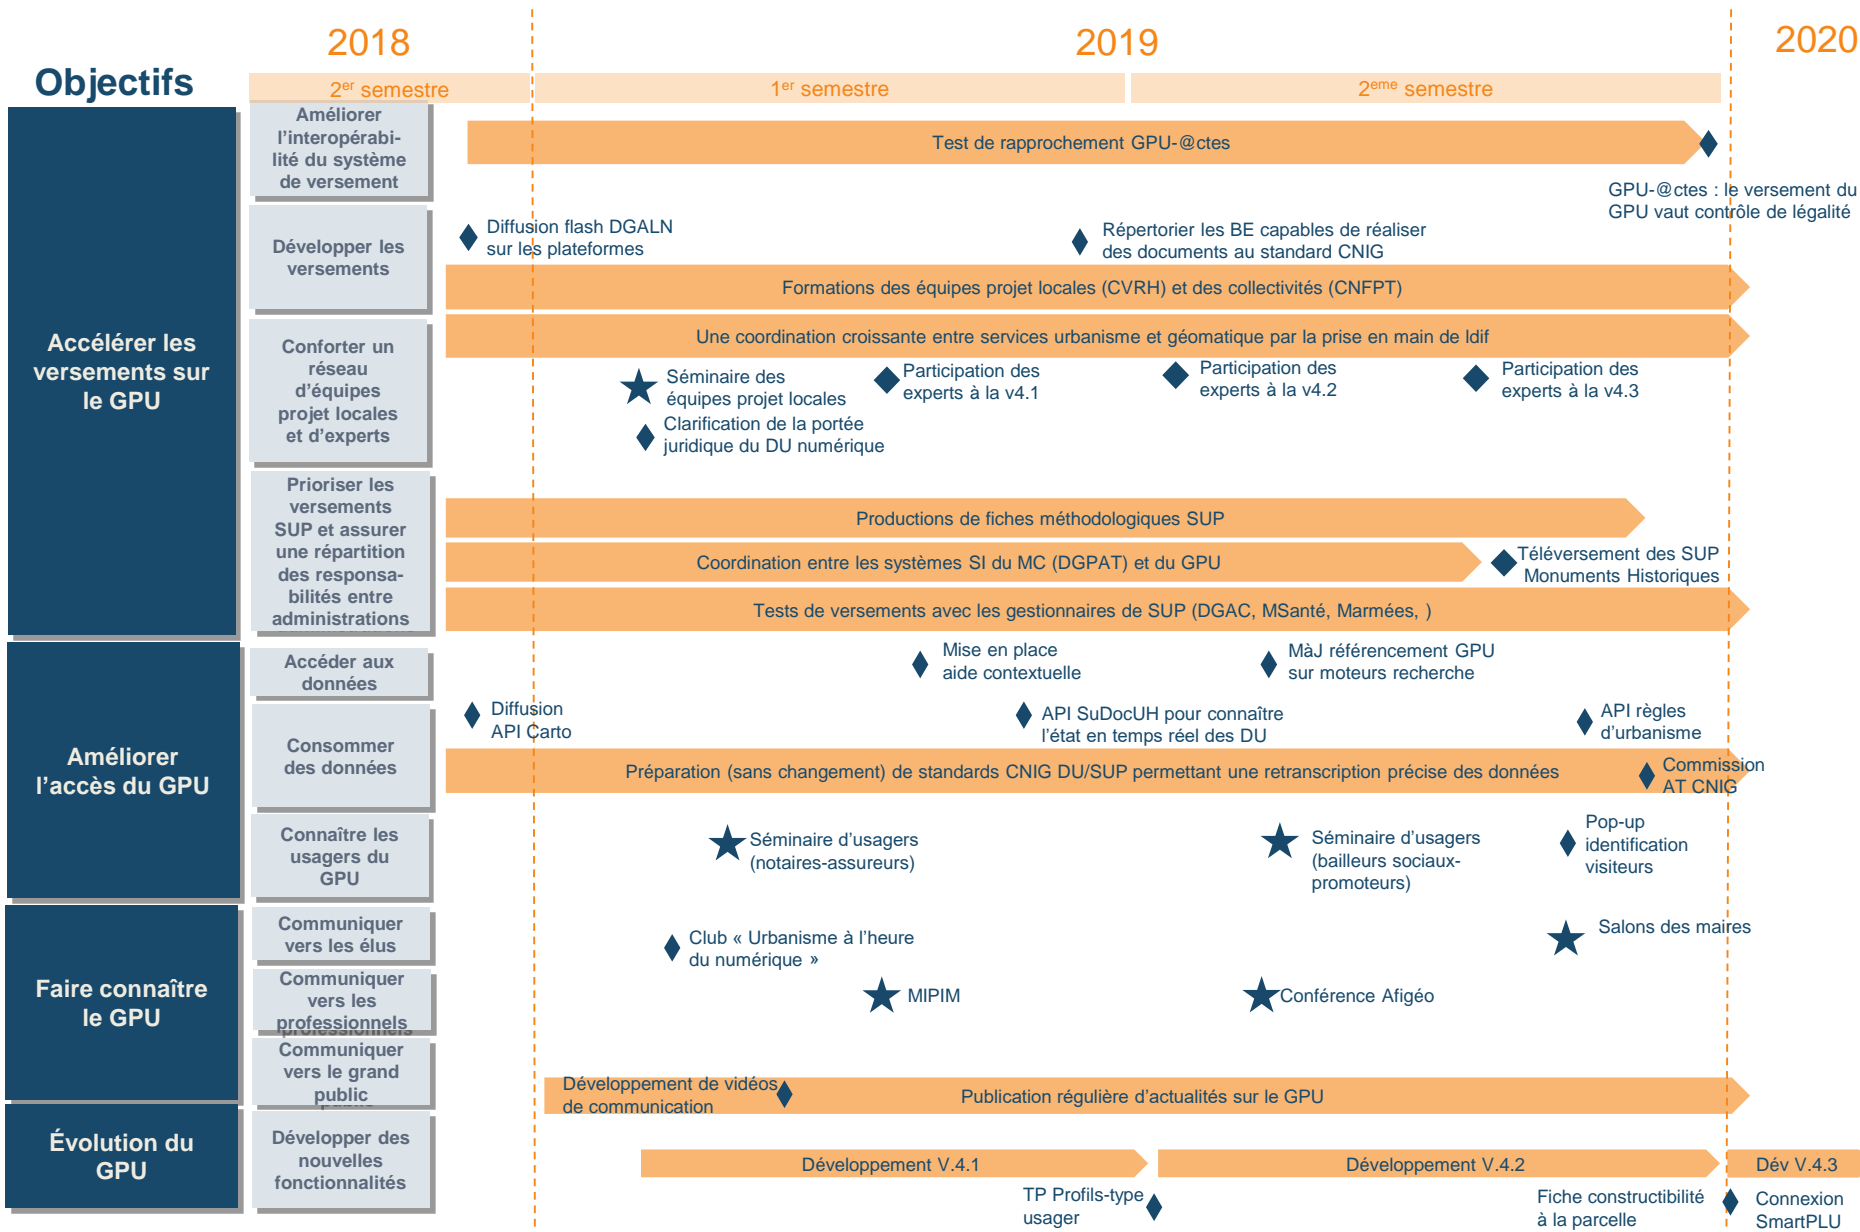 2018
2019
2020
Objectifs
2er semestre
1er semestre
2eme semestre
Accélérer les
versements sur
le GPU
Améliorer
l'interopérabi-
lité du système
de versement
Test de rapprochement GPU-@ctes
GPU-@ctes : le versement du
GPU vaut contrôle de légalité
Développer les
versements
Diffusion flash DGALN
sur les plateformes
Répertorier les BE capables de réaliser
des documents au standard CNIG
Formations des équipes projet locales (CVRH) et des collectivités (CNFPT)
Conforter un
réseau
d'équipes
projet locales
et d'experts
Une coordination croissante entre services urbanisme et géomatique par la prise en main de ldif
Séminaire des
équipes projet locales
Participation des
experts à la v4.1
Participation des
experts à la v4.2
Participation des
experts à la v4.3
Clarification de la portée
juridique du DU numérique
Prioriser les
versements
SUP et assurer
une répartition
des responsa-
bilités entre
administrations
Productions de fiches méthodologiques SUP
Coordination entre les systèmes SI du MC (DGPAT) et du GPU
Téléversement des SUP
Monuments Historiques
Tests de versements avec les gestionnaires de SUP (DGAC, MSanté, Marmées, )
Améliorer
l'accès du GPU
Accéder aux
données
Mise en place
aide contextuelle
MàJ référencement GPU
sur moteurs recherche
Consommer
des données
Diffusion
API Carto
API SuDocUH pour connaître
l'état en temps réel des DU
API règles
d'urbanisme
Préparation (sans changement) de standards CNIG DU/SUP permettant une retranscription précise des données
Commission
AT CNIG
Connaître les
usagers du
GPU
Séminaire d'usagers
(notaires-assureurs)
Séminaire d'usagers
(bailleurs sociaux-
promoteurs)
Pop-up
identification
visiteurs
Faire connaître
le GPU
Communiquer
vers les élus
Club « Urbanisme à l'heure
du numérique »
Salons des maires
Communiquer
vers les
professionnels
MIPIM
Conférence Afigéo
Communiquer
vers le grand
public
Développement de vidéos
de communication
Publication régulière d'actualités sur le GPU
Évolution du
GPU
Développer des
nouvelles
fonctionnalités
Développement V.4.1
Développement V.4.2
Dév V.4.3
TP Profils-type
usager
Fiche constructibilité
à la parcelle
Connexion
SmartPLU